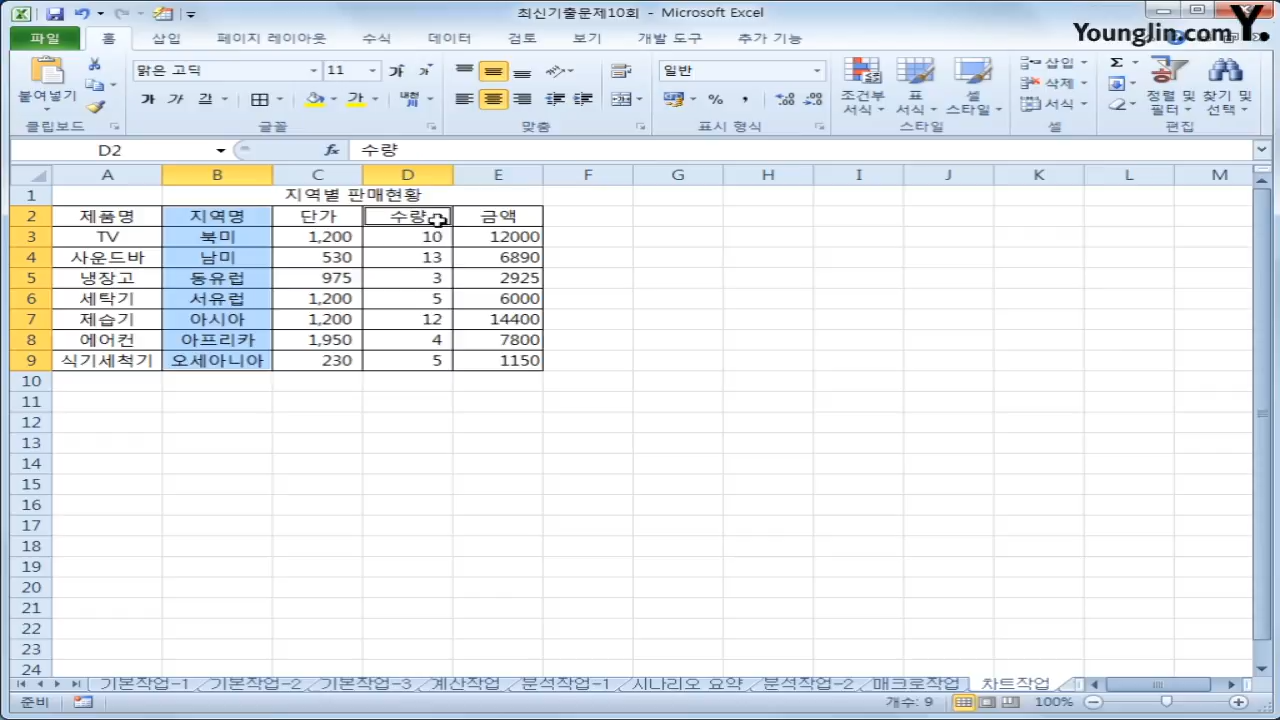 최신기출문제10회 - Microsoft Excel
Younglin.com Y.
파일 홈 삽입 페이지 레이아웃 수식 데이터 검토 보기 개발 도구 추가 기능
붙여넣기
클립보드
맑은 고딕 11
가 가 가 가 가
글꼴
맞춤
일반
% ,
표시 형식
조건부 서식
표 서식
셀 스타일
스타일
삽입
삭제
서식
셀
Σ
정렬 및 필터
찾기 및 선택
편집
D2 fx 수량
A B C D E F G H I J K L M
1 지역별 판매현황
2 제품명 지역명 단가 수량 금액
3 TV 북미 1,200 10 12000
4 사운드바 남미 530 13 6890
5 냉장고 동유럽 975 3 2925
6 세탁기 서유럽 1,200 5 6000
7 제습기 아시아 1,200 12 14400
8 에어컨 아프리카 1,950 4 7800
9 식기세척기 오세아니아 230 5 1150
10
11
12
13
14
15
16
17
18
19
20
21
22
23
24
기본작업-1 기본작업-2 기본작업-3 계산작업 분석작업-1 시나리오 요약 분석작업-2 매크로작업 차트작업
준비 개수: 9 100%